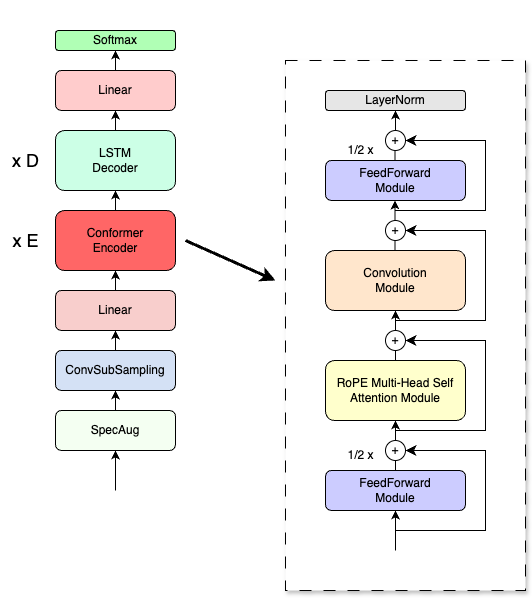 Softmax
Linear
x D
LSTM
Decoder
x E
Conformer
Encoder
Linear
ConvSubSampling
SpecAug
LayerNorm
+
1/2 x
FeedForward
Module
+
Convolution
Module
+
RoPE Multi-Head Self
Attention Module
+
1/2 x
FeedForward
Module